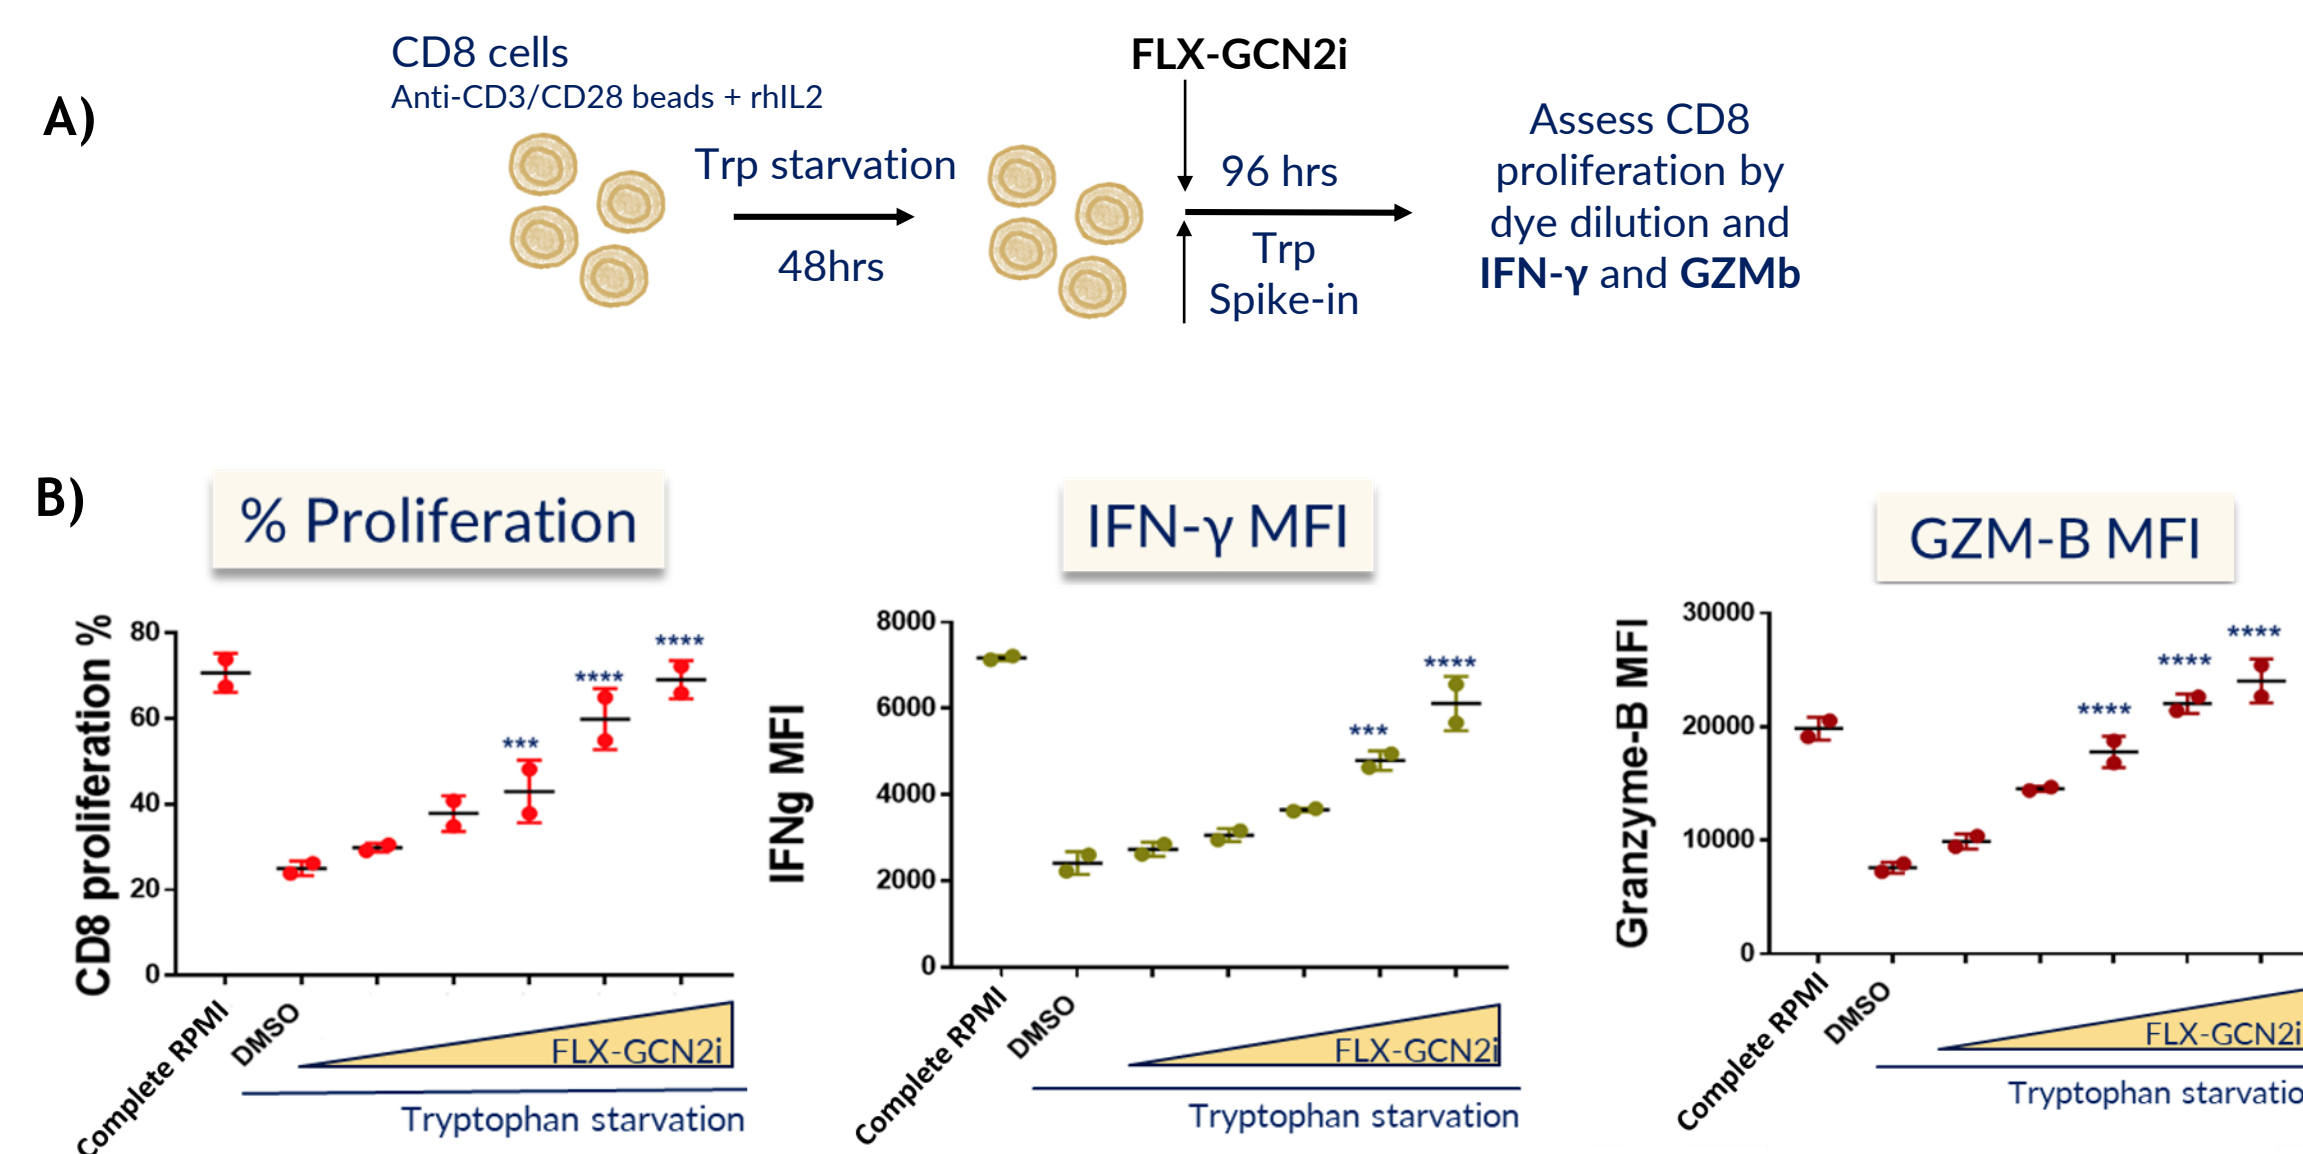 A)
CD8 cells
Anti-CD3/CD28 beads + rhIL2
Trp starvation
48hrs
FLX-GCN2i
96 hrs
Trp
Spike-in
Assess CD8
proliferation by
dye dilution and
IFN-γ and GZMb
B)
% Proliferation
CD8 proliferation %
80
60
40
20
0
***
****
****
Complete RPMI
DMSO
FLX-GCN2i
Tryptophan starvation
IFN-γ MFI
IFNg MFI
8000
6000
4000
2000
0
***
****
Complete RPMI
DMSO
FLX-GCN2i
Tryptophan starvation
GZM-B MFI
Granzyme-B MFI
30000
20000
10000
0
****
****
****
Complete RPMI
DMSO
FLX-GCN2i
Tryptophan starvatio